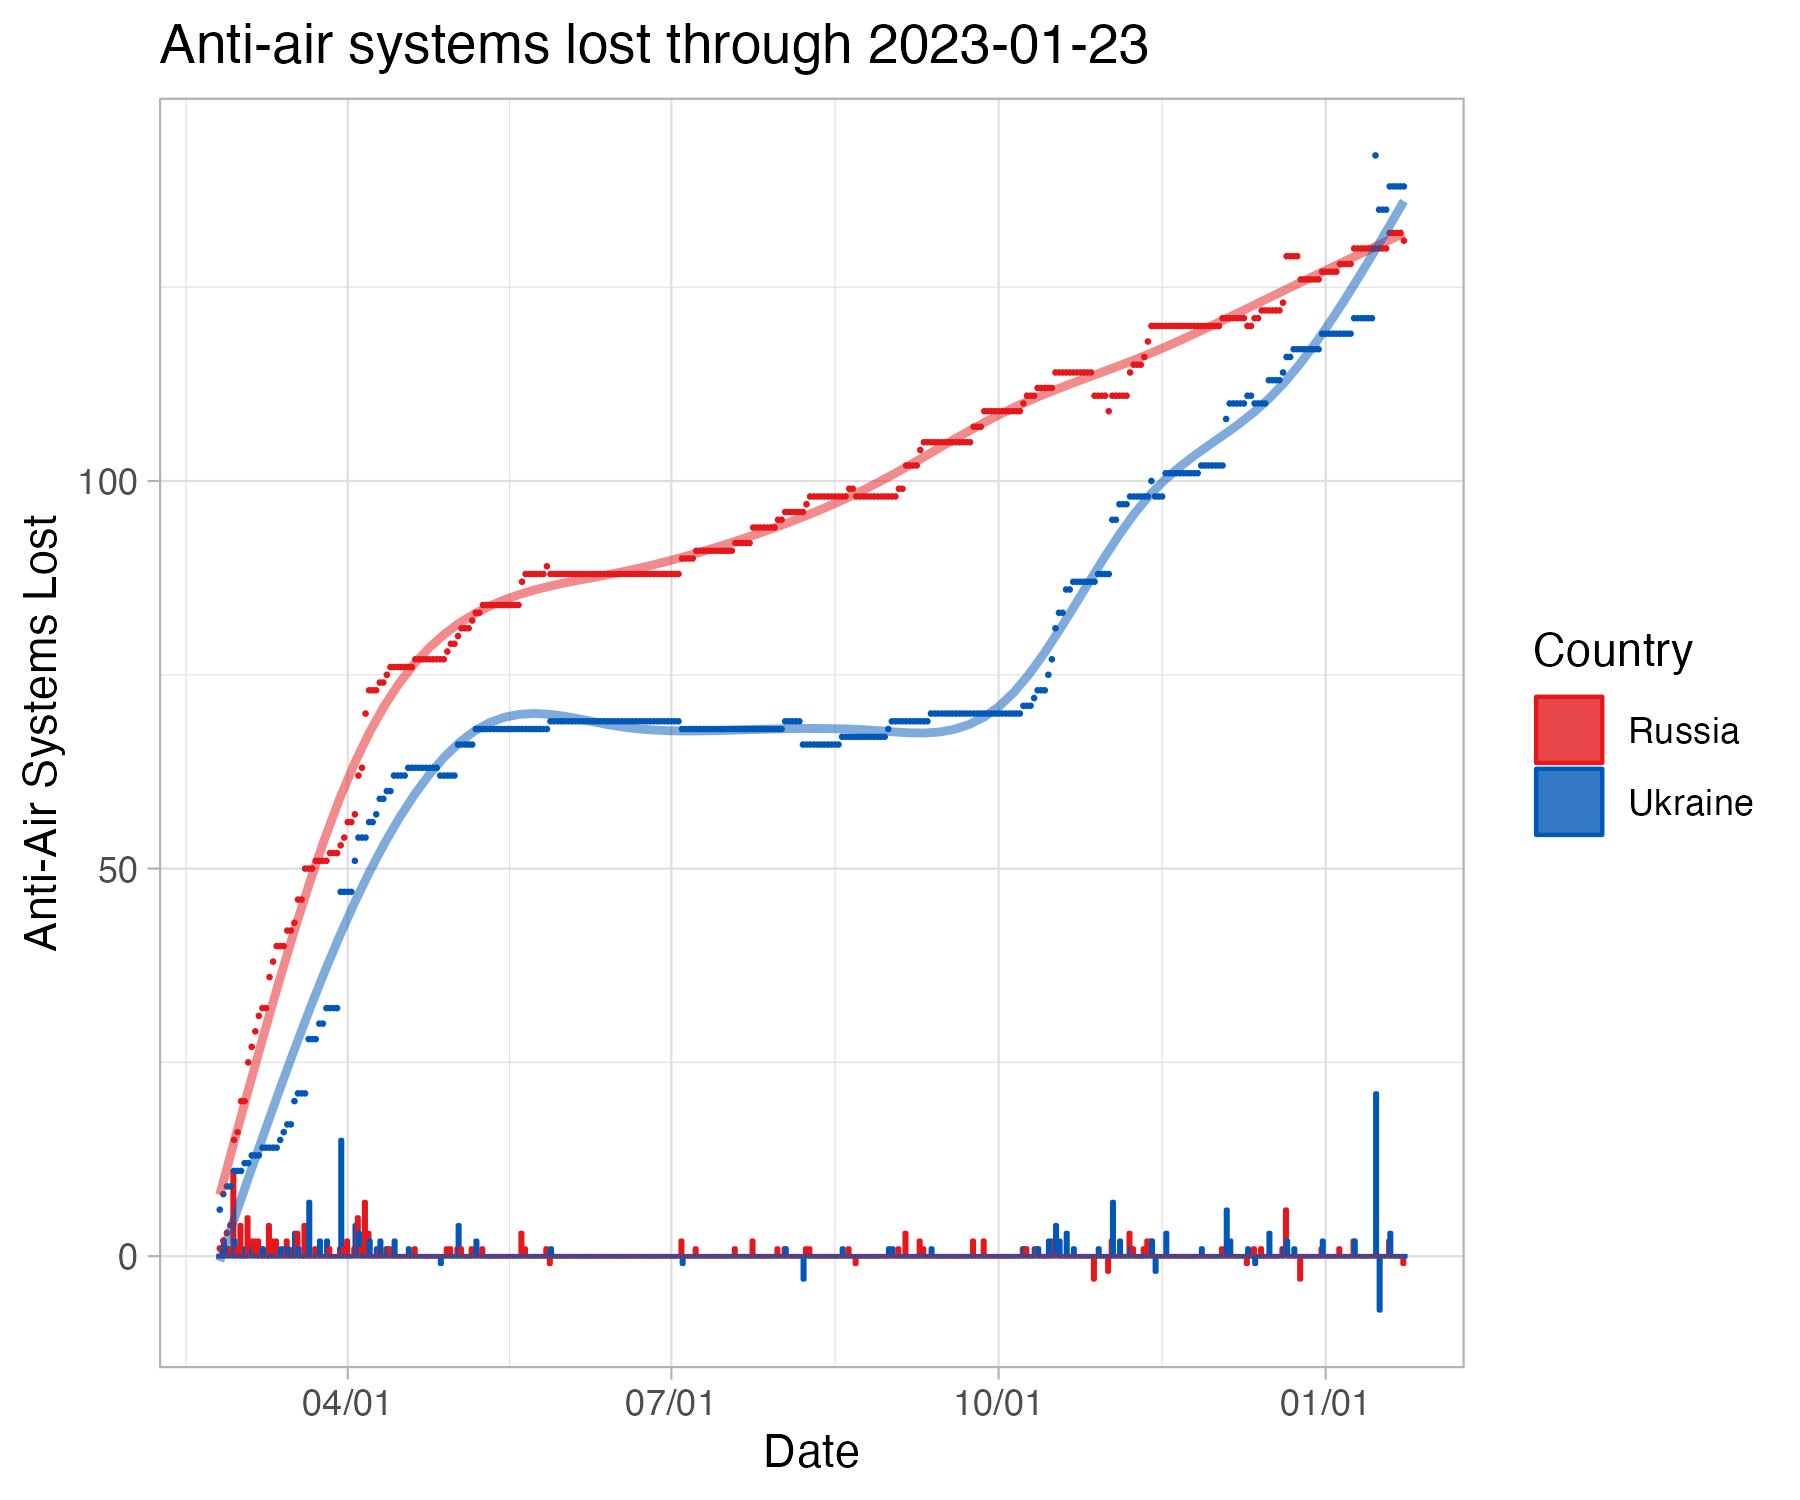 Anti-air systems lost through 2023-01-23
Anti-Air Systems Lost
100
50
0
04/01
07/01
10/01
01/01
Date
Country
Russia
Ukraine